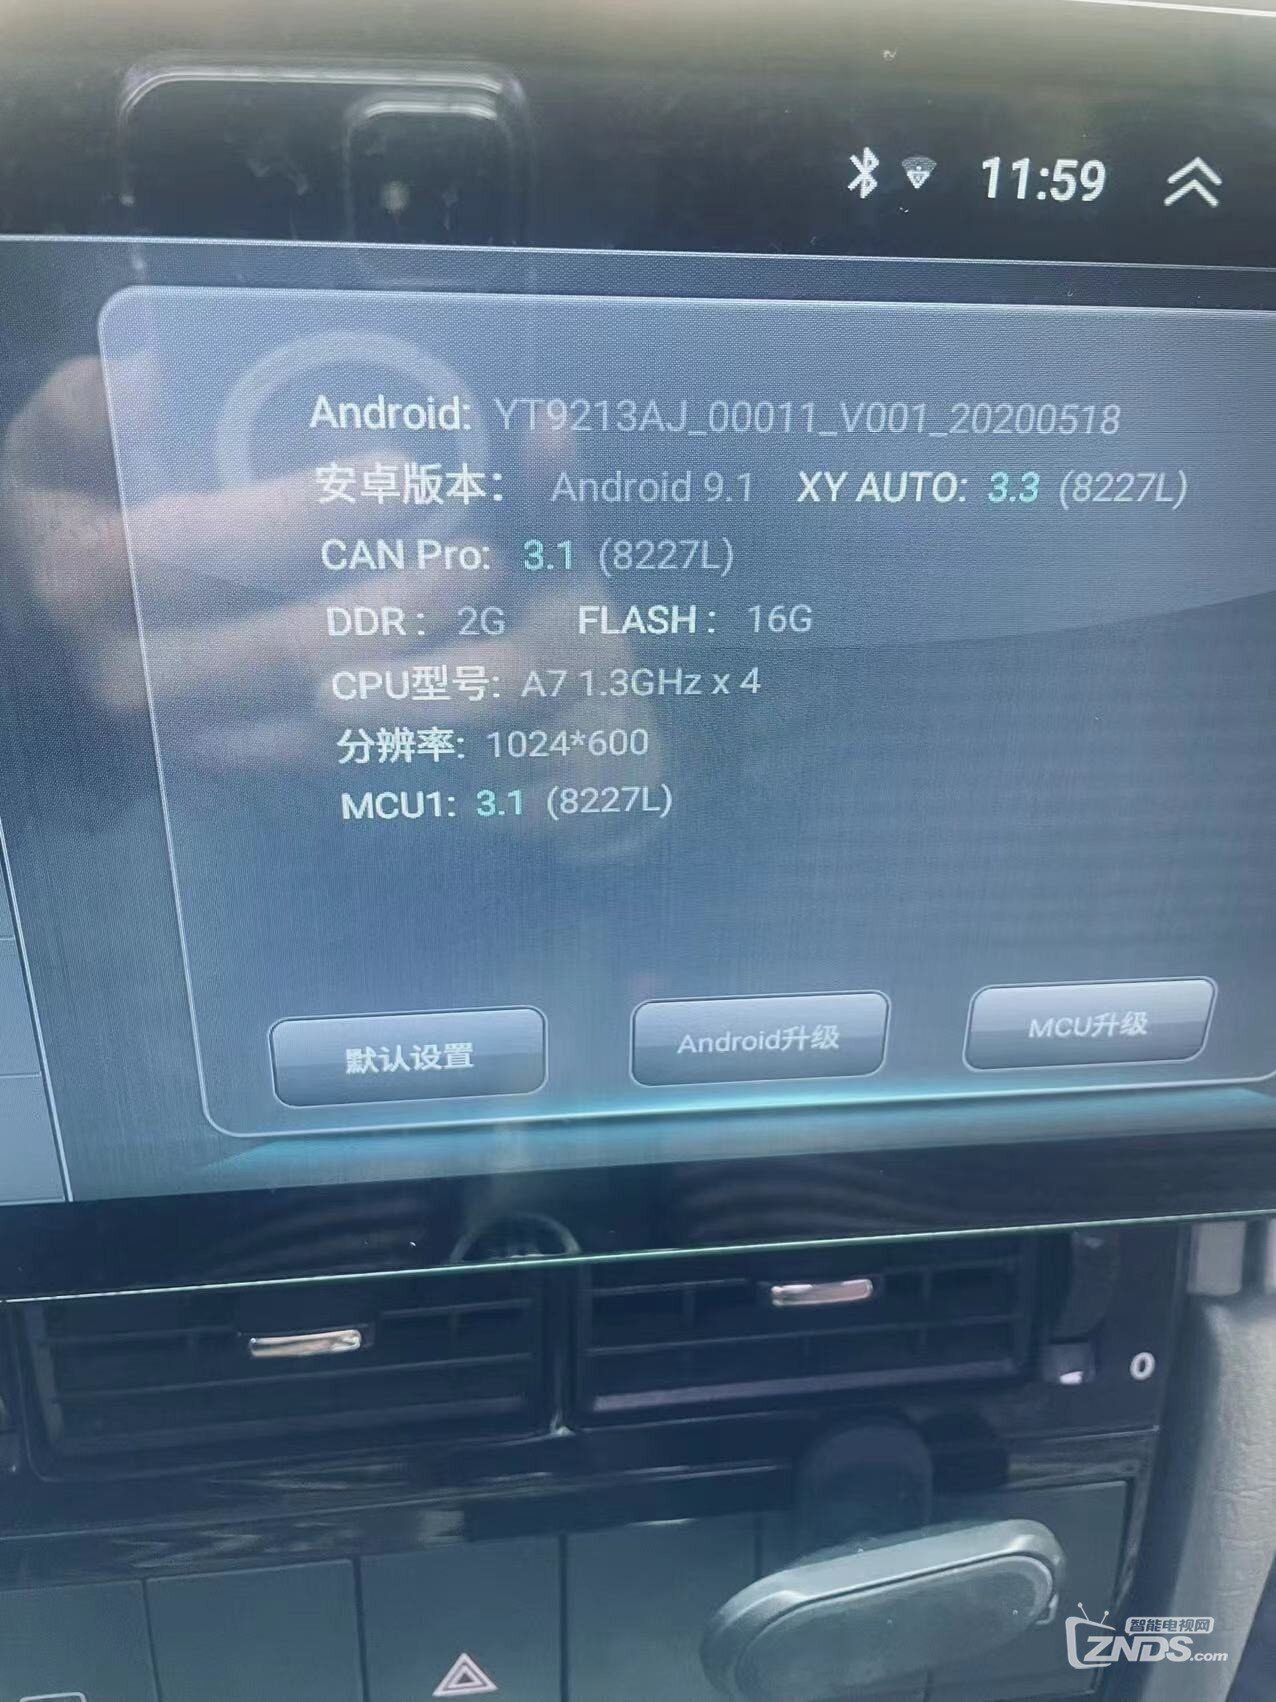 11:59
Android: YT9213AJ_00011_V001_20200518
安卓版本： Android 9.1 XY AUTO: 3.3 (8227L)
CAN Pro: 3.1 (8227L)
DDR： 2G FLASH： 16G
CPU型号: A7 1.3GHz x 4
分辨率: 1024*600
MCU1: 3.1 (8227L)
默认设置 Android升级 MCU升级
0
智能电视网
ZNDS.com